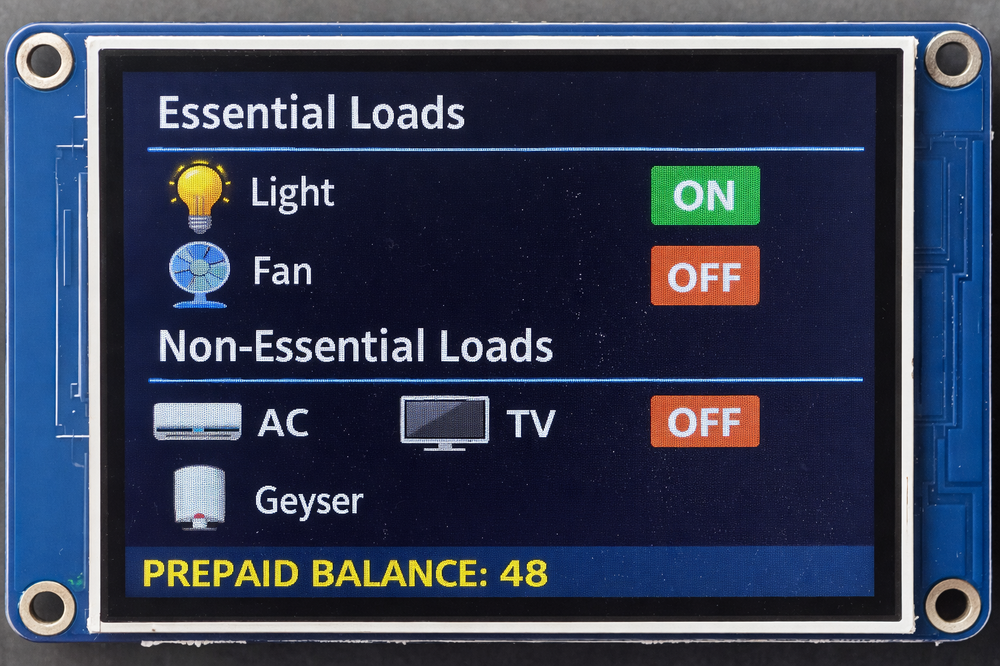 Essential Loads
Light ON
Fan OFF
Non-Essential Loads
AC TV OFF
Geyser
PREPAID BALANCE: 48